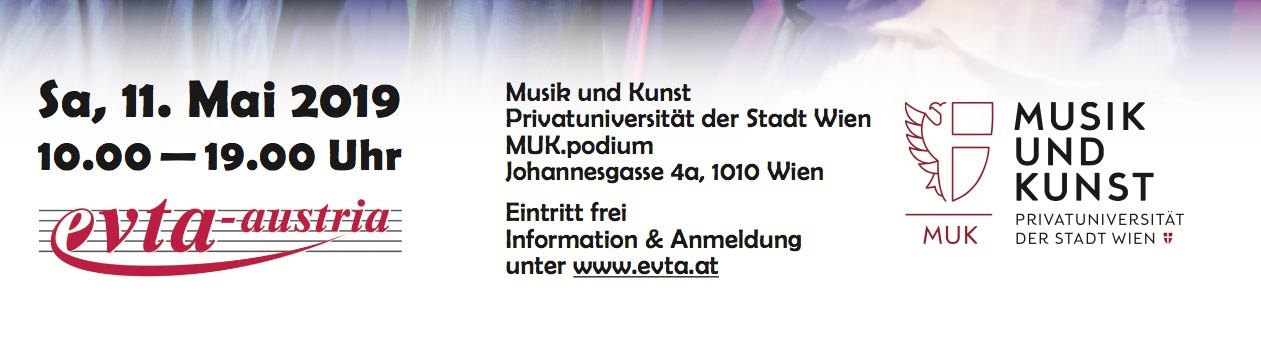 Sa, 11. Mai 2019
10.00 — 19.00 Uhr
evta-austria
Musik und Kunst
Privatuniversität der Stadt Wien
MUK.podium
Johannesgasse 4a, 1010 Wien
Eintritt frei
Information & Anmeldung
unter www.evta.at
MUSIK
UND
KUNST
PRIVATUNIVERSITÄT
DER STADT WIEN
MUK